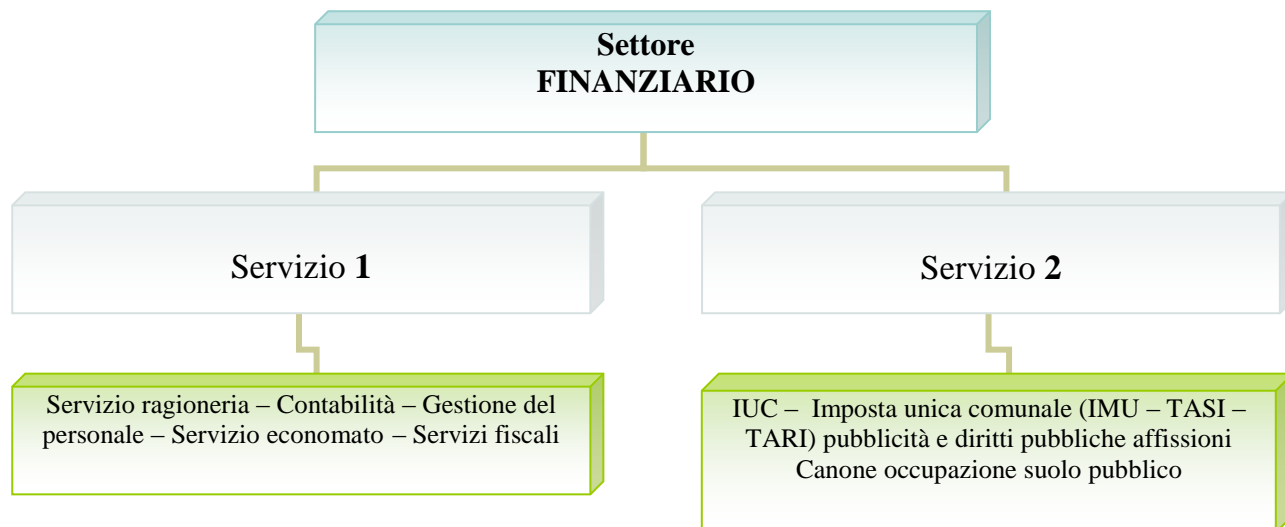 Settore
FINANZIARIO
Servizio 1
Servizio 2
Servizio ragioneria – Contabilità – Gestione del
personale – Servizio economato – Servizi fiscali
IUC – Imposta unica comunale (IMU – TASI –
TARI) pubblicità e diritti pubbliche affissioni
Canone occupazione suolo pubblico